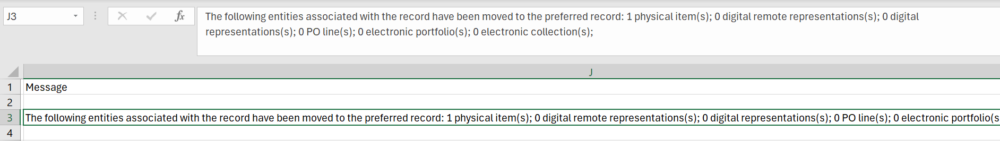 J3
fx
The following entities associated with the record have been moved to the preferred record: 1 physical item(s); 0 digital remote representations(s); 0 digital
representations(s); 0 PO line(s); 0 electronic portfolio(s); 0 electronic collection(s);
J
1 Message
2
3 The following entities associated with the record have been moved to the preferred record: 1 physical item(s); 0 digital remote representations(s); 0 digital representations(s); 0 PO line(s); 0 electronic portfolio(s
4